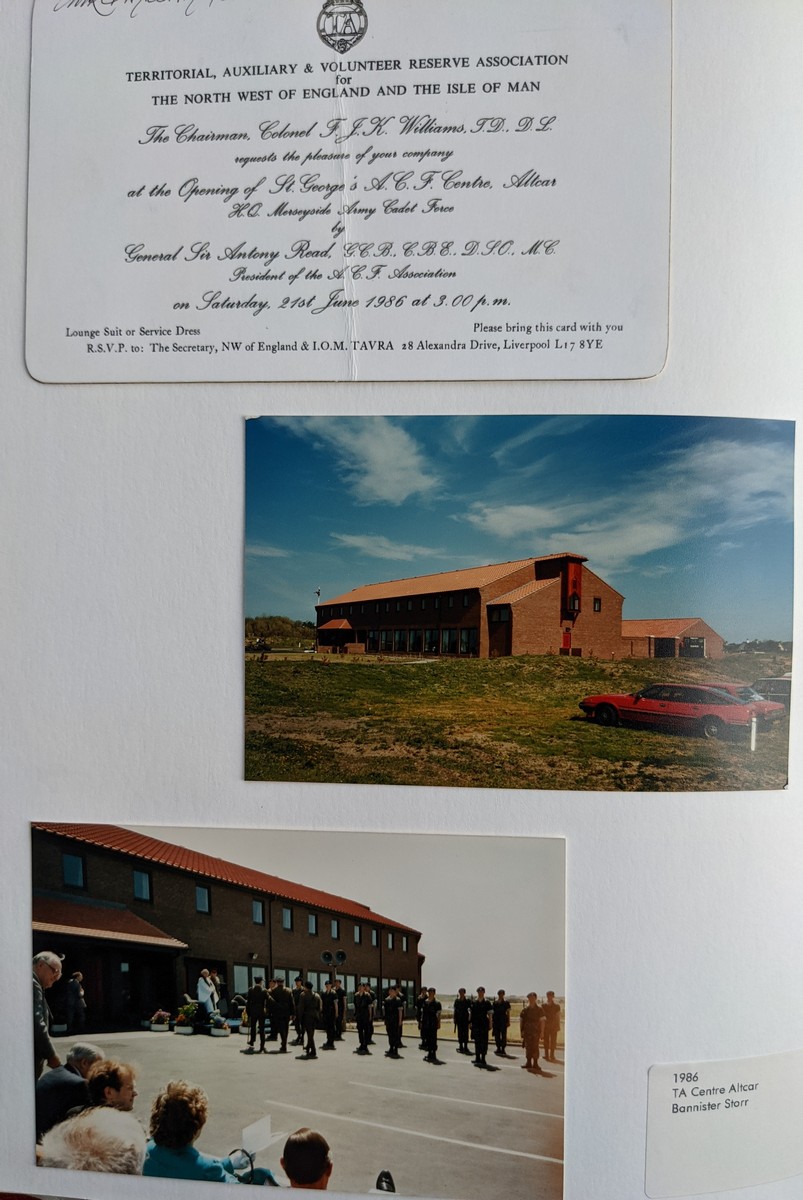 TERRITORIAL, AUXILIARY & VOLUNTEER RESERVE ASSOCIATION
for
THE NORTH WEST OF ENGLAND AND THE ISLE OF MAN
The Chairman, Colonel F.J.K. Williams, T.D., D.L.
requests the pleasure of your company
at the Opening of St. George's A.C.F. Centre, Altcar
H.Q. Merseyside Army Cadet Force
by
General Sir Antony Read, G.C.B., C.B.E., D.S.O., M.C.
President of the A.C.F. Association
on Saturday, 21st June 1986 at 3.00 p.m.
Lounge Suit or Service Dress Please bring this card with you
R.S.V.P. to: The Secretary, NW of England & I.O.M. TAVRA 28 Alexandra Drive, Liverpool L17 8YE
1986
TA Centre Altcar
Bannister Storr